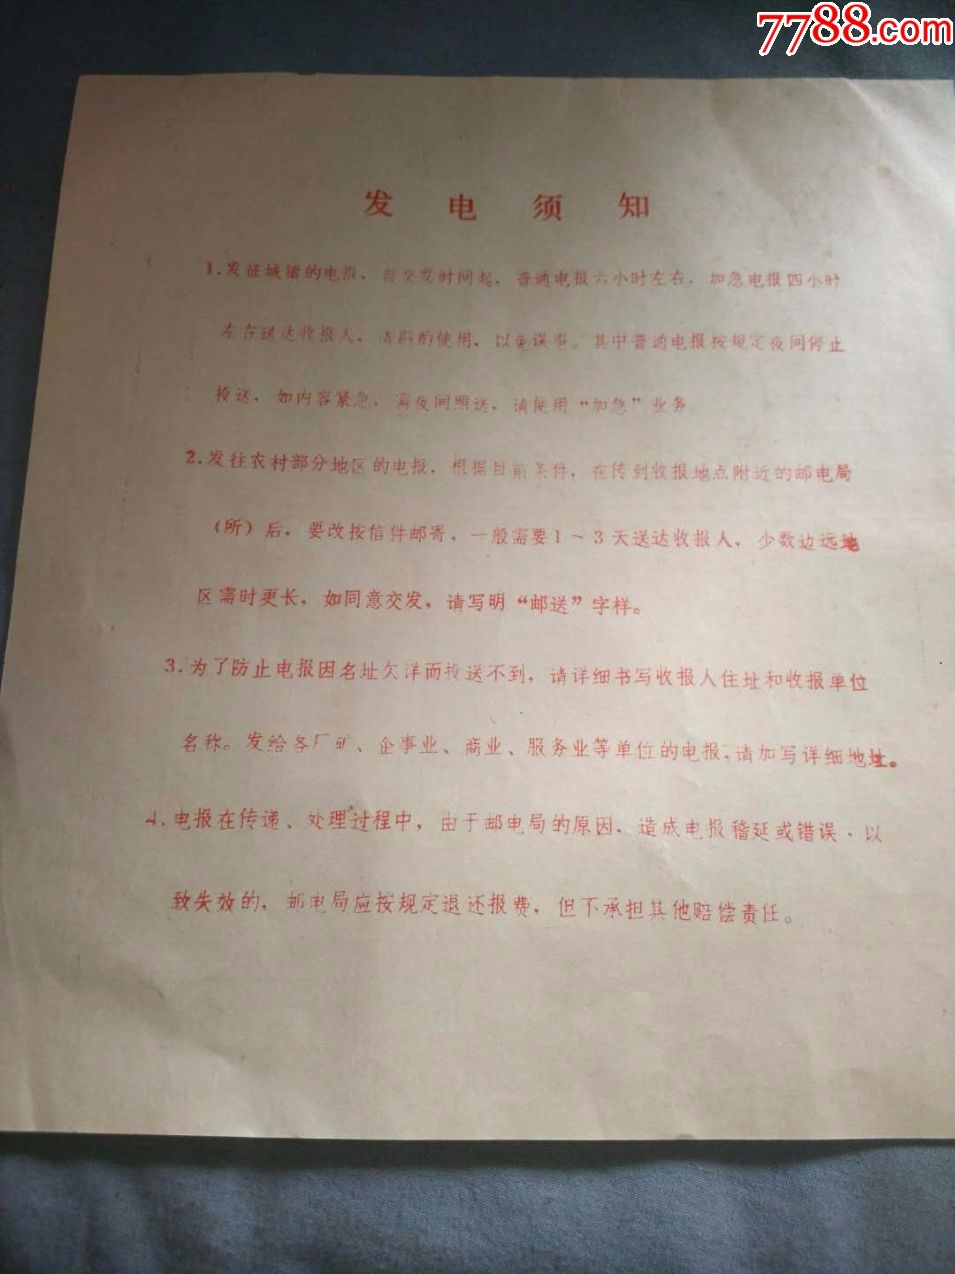 7788.com
发电须知
1.发往城镇的电报，自交发时间起，普通电报六小时左右，加急电报四小时
左右送达收报人，请斟酌使用，以免误事。其中普通电报按规定夜间停止
投送，如内容紧急，需夜间照送，请使用“加急”业务
2.发往农村部分地区的电报，根据目前条件，在传到收报地点附近的邮电局
（所）后，要改按信件邮寄，一般需要1～3天送达收报人，少数边远地
区需时更长，如同意交发，请写明“邮送”字样。
3.为了防止电报因名址欠详而投送不到，请详细书写收报人住址和收报单位
名称。发给各厂矿、企事业、商业、服务业等单位的电报，请加写详细地址。
4.电报在传递、处理过程中，由于邮电局的原因，造成电报稽延或错误，以
致失效的，邮电局应按规定退还报费，但不承担其他赔偿责任。